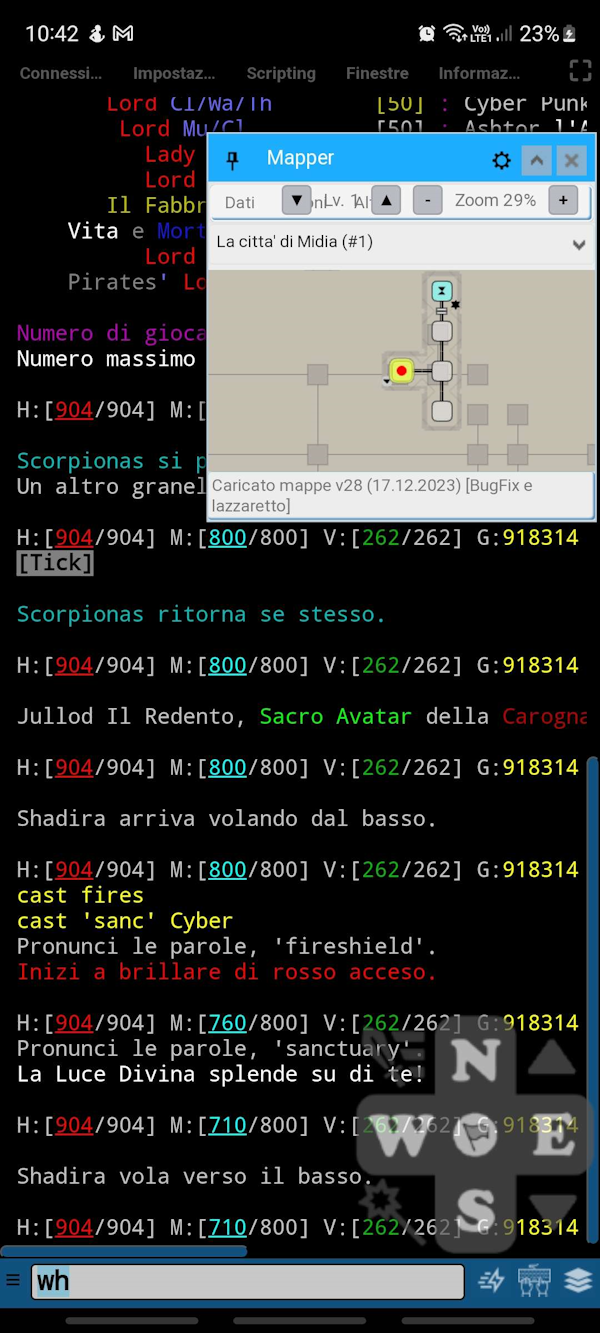 10:42 Vo)) LTE1 23%
Connessi... Impostaz... Scripting Finestre Informaz...
Lord Cl/Wa/Th [50] : Cyber Punk
Lord Mu/Cl [50] : Ashtor l'A
Lady
Lord
Il Fabbr
Vita e Mort
Lord
Pirates' Lo
Mapper
Dati Lv. 1 - Zoom 29% +
La citta' di Midia (#1)
Caricato mappe v28 (17.12.2023) [BugFix e
lazzaretto]
Numero di gioca
Numero massimo
H:[904/904] M:[
Scorpionas si p
Un altro granel
H:[904/904] M:[800/800] V:[262/262] G:918314
[Tick]
Scorpionas ritorna se stesso.
H:[904/904] M:[800/800] V:[262/262] G:918314
Jullod Il Redento, Sacro Avatar della Carogna
H:[904/904] M:[800/800] V:[262/262] G:918314
Shadira arriva volando dal basso.
H:[904/904] M:[800/800] V:[262/262] G:918314
cast fires
cast 'sanc' Cyber
Pronunci le parole, 'fireshield'.
Inizi a brillare di rosso acceso.
H:[904/904] M:[760/800] V:[262/262] G:918314
Pronunci le parole, 'sanctuary'.
La Luce Divina splende su di te!
H:[904/904] M:[710/800] V:[262/262] G:918314
Shadira vola verso il basso.
H:[904/904] M:[710/800] V:[262/262] G:918314
N
W E
S
wh